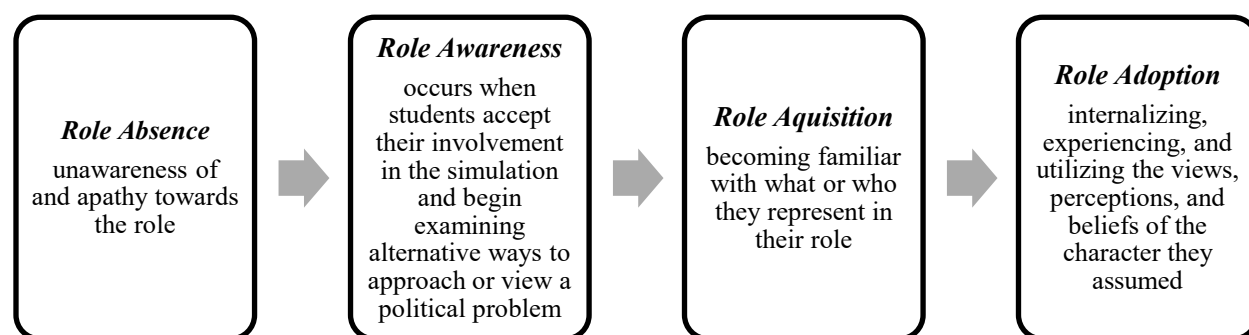 Role Absence
unawareness of
and apathy towards
the role
Role Awareness
occurs when
students accept
their involvement
in the simulation
and begin
examining
alternative ways to
approach or view a
political problem
Role Aquisition
becoming familiar
with what or who
they represent in
their role
Role Adoption
internalizing,
experiencing, and
utilizing the views,
perceptions, and
beliefs of the
character they
assumed